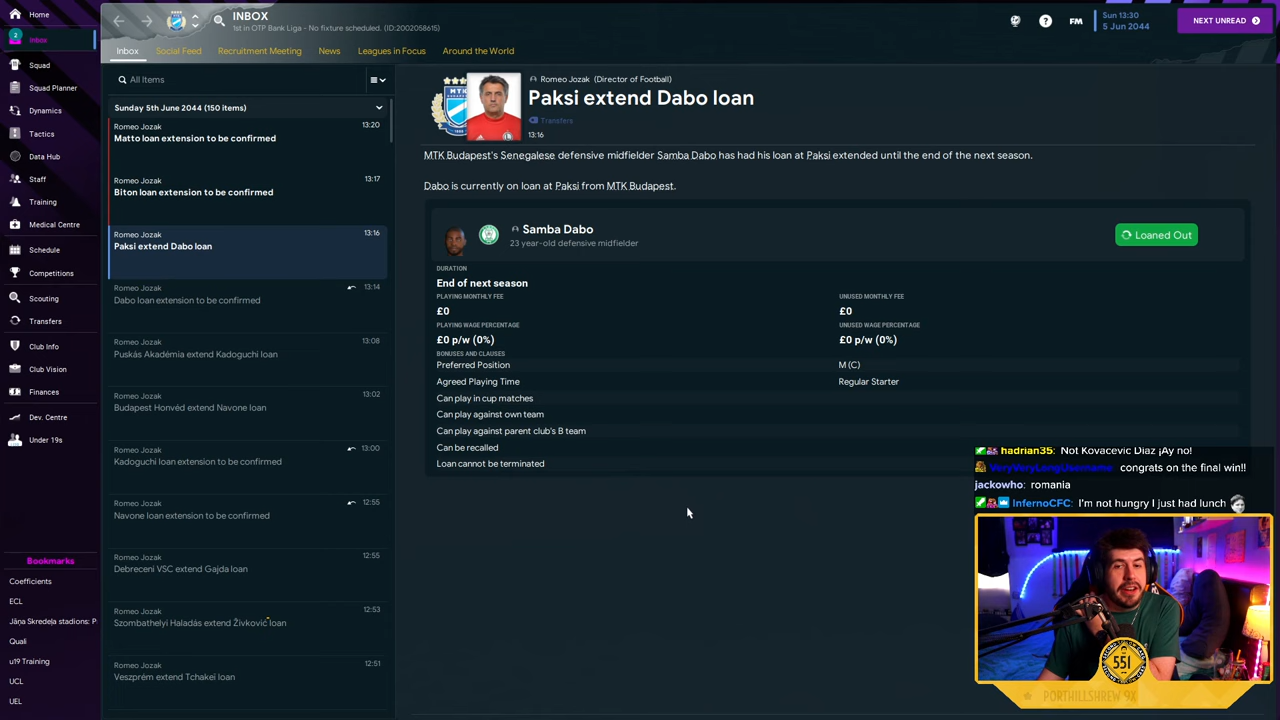 Home
2
Inbox
Squad
Squad Planner
Dynamics
Tactics
Data Hub
Staff
Training
Medical Centre
Schedule
Competitions
Scouting
Transfers
Club Info
Club Vision
Finances
Dev. Centre
Under 19s
Bookmarks
Coefficients
ECL
Jāņa Skredeļa stadions: P
Quali
u19 Training
UCL
UEL
INBOX
1st in OTP Bank Liga - No fixture scheduled. (ID:2002058615)
FM
Sun 13:30
5 Jun 2044
NEXT UNREAD
Inbox
Social Feed
Recruitment Meeting
News
Leagues in Focus
Around the World
All Items
Sunday 5th June 2044 (150 items)
Romeo Jozak 13:20
Matto loan extension to be confirmed
Romeo Jozak 13:17
Biton loan extension to be confirmed
Romeo Jozak 13:16
Paksi extend Dabo loan
Romeo Jozak 13:14
Dabo loan extension to be confirmed
Romeo Jozak 13:08
Puskás Akadémia extend Kadoguchi loan
Romeo Jozak 13:02
Budapest Honvéd extend Navone loan
Romeo Jozak 13:00
Kadoguchi loan extension to be confirmed
Romeo Jozak 12:55
Navone loan extension to be confirmed
Romeo Jozak 12:55
Debreceni VSC extend Gajda loan
Romeo Jozak 12:53
Szombathelyi Haladás extend Živković loan
Romeo Jozak 12:51
Veszprém extend Tchakei loan
MTK
Romeo Jozak (Director of Football)
Paksi extend Dabo loan
Transfers
13:16
MTK Budapest's Senegalese defensive midfielder Samba Dabo has had his loan at Paksi extended until the end of the next season.
Dabo is currently on loan at Paksi from MTK Budapest.
Samba Dabo
23 year-old defensive midfielder
Loaned Out
DURATION
End of next season
PLAYING MONTHLY FEE UNUSED MONTHLY FEE
£0 £0
PLAYING WAGE PERCENTAGE UNUSED WAGE PERCENTAGE
£0 p/w (0%) £0 p/w (0%)
BONUSES AND CLAUSES
Preferred Position M (C)
Agreed Playing Time Regular Starter
Can play in cup matches
Can play against own team
Can play against parent club's B team
Can be recalled
Loan cannot be terminated
hadrian35: Not Kovacevic Diaz ¡Ay no!
VeryVeryLongUsername: congrats on the final win!!
jackowho: romania
InfernoCFC: I'm not hungry I just had lunch
551
PORTHILLSHREW 9X